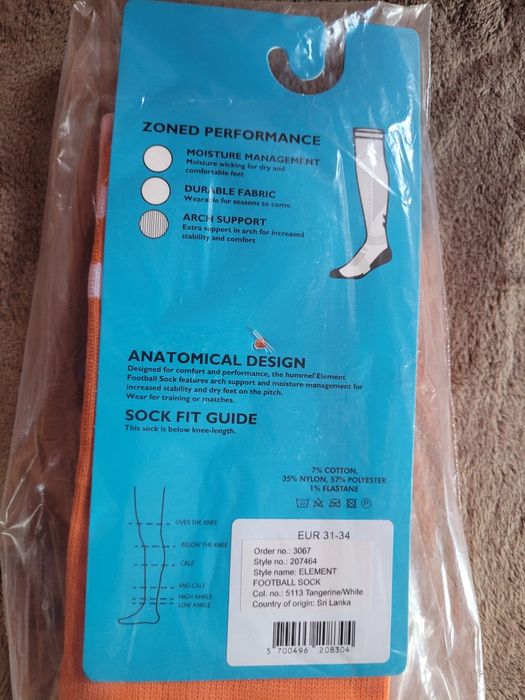 ZONED PERFORMANCE
MOISTURE MANAGEMENT
Moisture wicking for dry and
comfortable feet
DURABLE FABRIC
Wearable for seasons to come
ARCH SUPPORT
Extra support in arch for increased
stability and comfort
ANATOMICAL DESIGN
Designed for comfort and performance, the hummel Element
Football Sock features arch support and moisture management for
increased stability and dry feet on the pitch.
Wear for training or matches.
SOCK FIT GUIDE
This sock is below knee-length.
7% COTTON,
35% NYLON, 57% POLYESTER
1% ELASTANE
OVER THE KNEE
BELOW THE KNEE
CALF
MID CALF
HIGH ANKLE
LOW ANKLE
EUR 31-34
Order no.: 3067
Style no.: 207464
Style name: ELEMENT
FOOTBALL SOCK
Col. no.: 5113 Tangerine/White
Country of origin: Sri Lanka
5 700496 208304